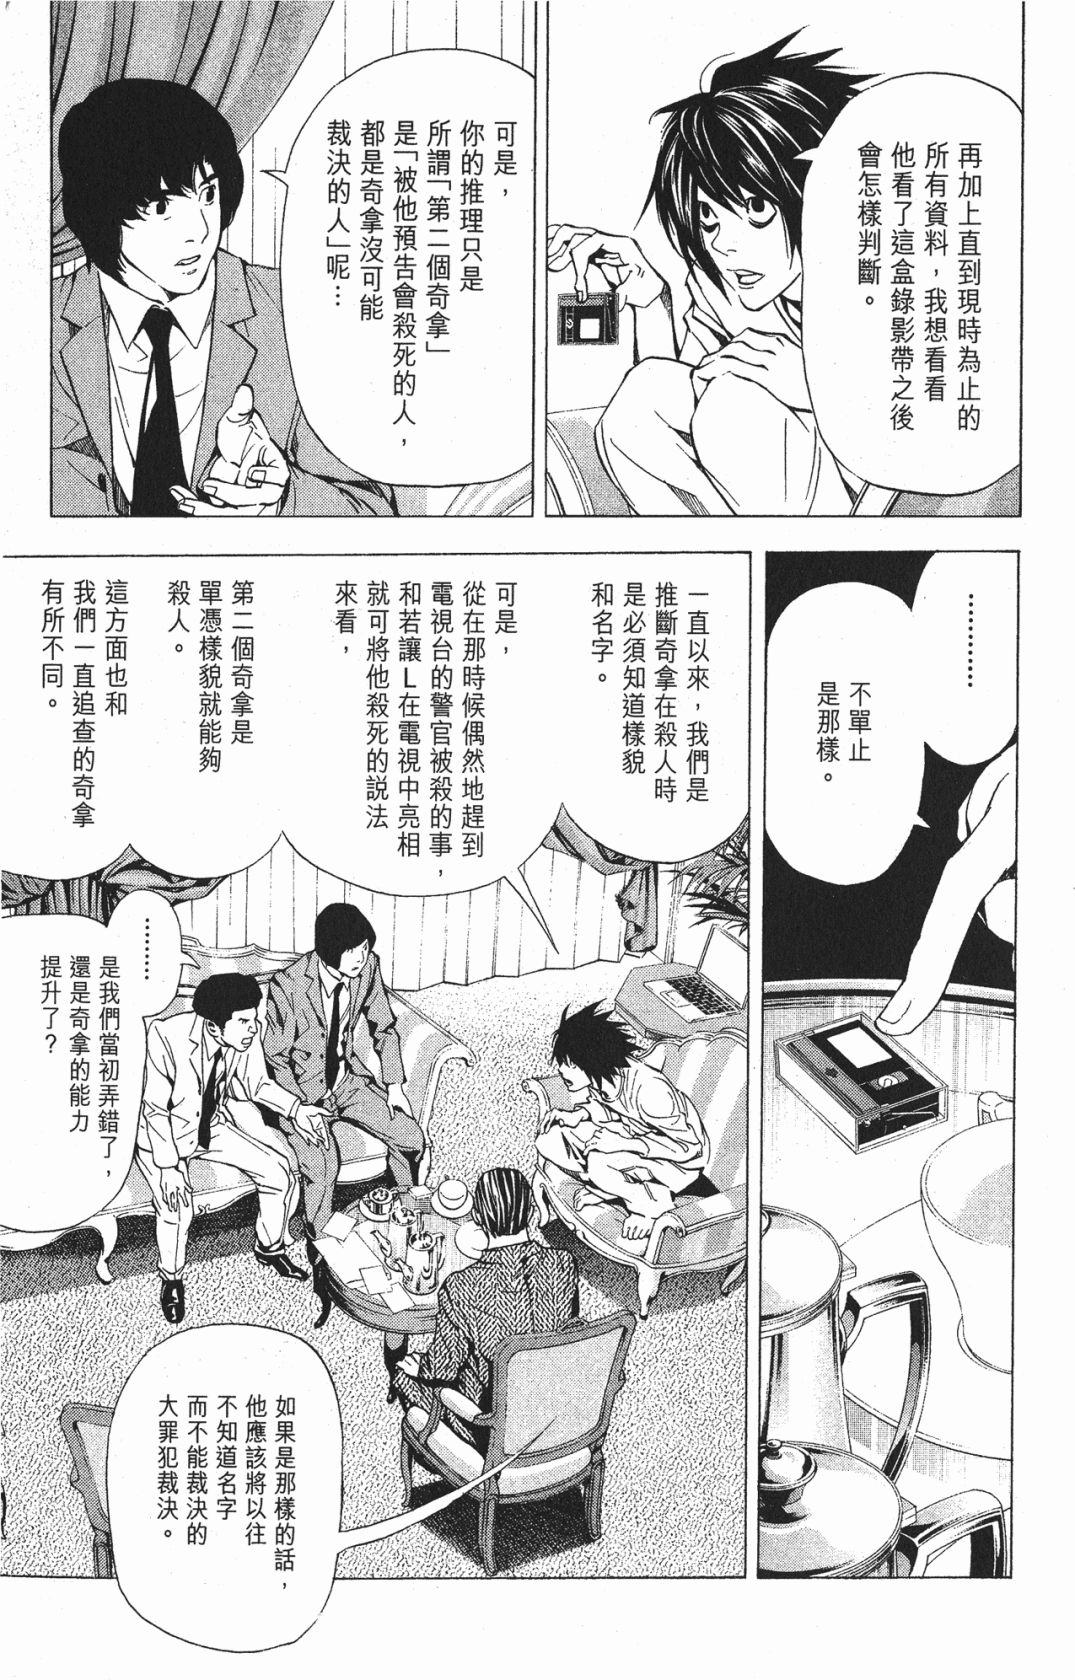 再加上直到現時為止的
所有資料，我想看看
他看了這盒錄影帶之後
會怎樣判斷。
可是，
你的推理只是
所謂「第二個奇拿」
是「被他預告會殺死的人，
都是奇拿沒可能
裁決的人」呢…
…………
不單止
是那樣。
一直以來，我們是
推斷奇拿在殺人時
是必須知道樣貌
和名字。
可是，
從在那時候偶然地趕到
電視台的警官被殺的事，
和若讓L在電視中亮相
就可將他殺死的說法
來看，
第二個奇拿是
單憑樣貌就能夠
殺人。
這方面也和
我們一直追查的奇拿
有所不同。
………
是我們當初弄錯了，
還是奇拿的能力
提升了？
如果是那樣的話，
他應該將以往
不知道名字
而不能裁決的
大罪犯裁決。